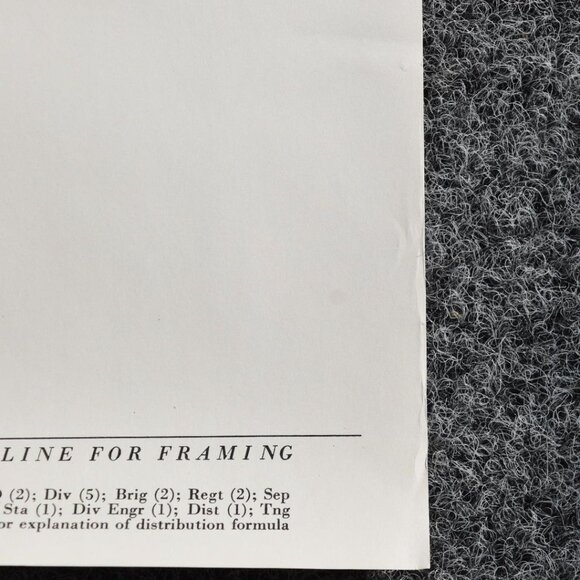 LINE FOR FRAMING
(2); Div (5); Brig (2); Regt (2); Sep
Sta (1); Div Engr (1); Dist (1); Tng
or explanation of distribution formula